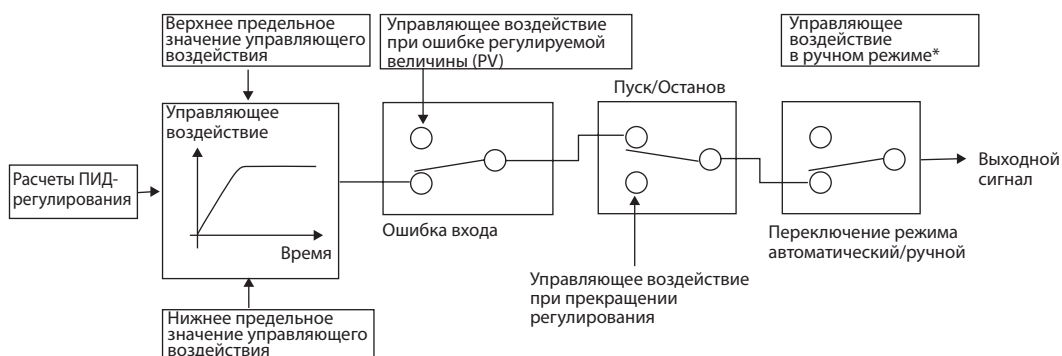 Верхнее предельное
значение управляющего
воздействия
Управляющее воздействие
при ошибке регулируемой
величины (PV)
Управляющее
воздействие
в ручном режиме*
Пуск/Останов
Управляющее
воздействие
Расчеты ПИД-
регулирования
Время
Выходной
сигнал
Ошибка входа
Переключение режима
автоматический/ручной
Управляющее воздействие
при прекращении
регулирования
Нижнее предельное
значение управляющего
воздействия